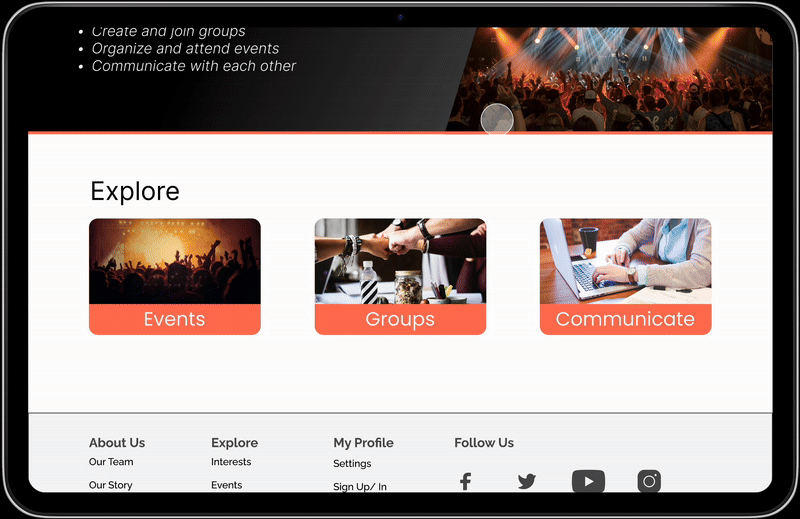 • Create and join groups
• Organize and attend events
• Communicate with each other
Explore
Events
Groups
Communicate
About Us
Explore
My Profile
Follow Us
Our Team
Interests
Settings
Our Story
Events
Sign Up/ In